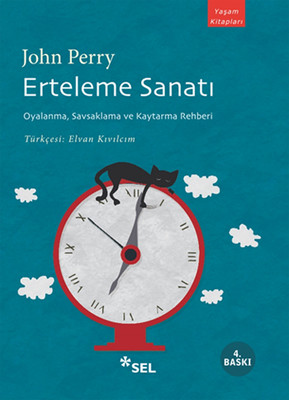 Yaşam
Kitapları
John Perry
Erteleme Sanatı
Oyalanma, Savsaklama ve Kaytarma Rehberi
Türkçesi: Elvan Kıvılcım
SEL
4.
BASKI